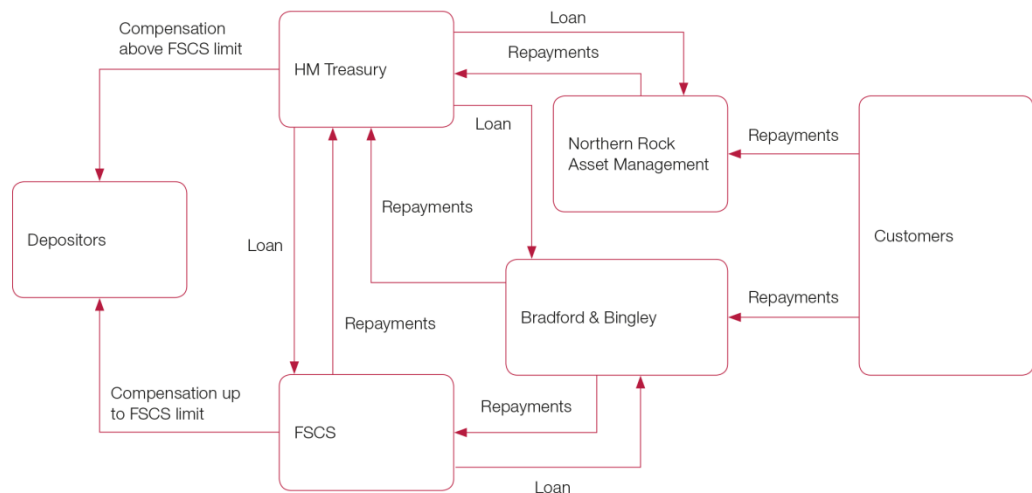 Compensation
above FSCS limit
HM Treasury
Loan
Repayments
Loan
Northern Rock
Asset Management
Repayments
Customers
Depositors
Repayments
Loan
Bradford & Bingley
Repayments
Repayments
Compensation up
to FSCS limit
FSCS
Repayments
Loan